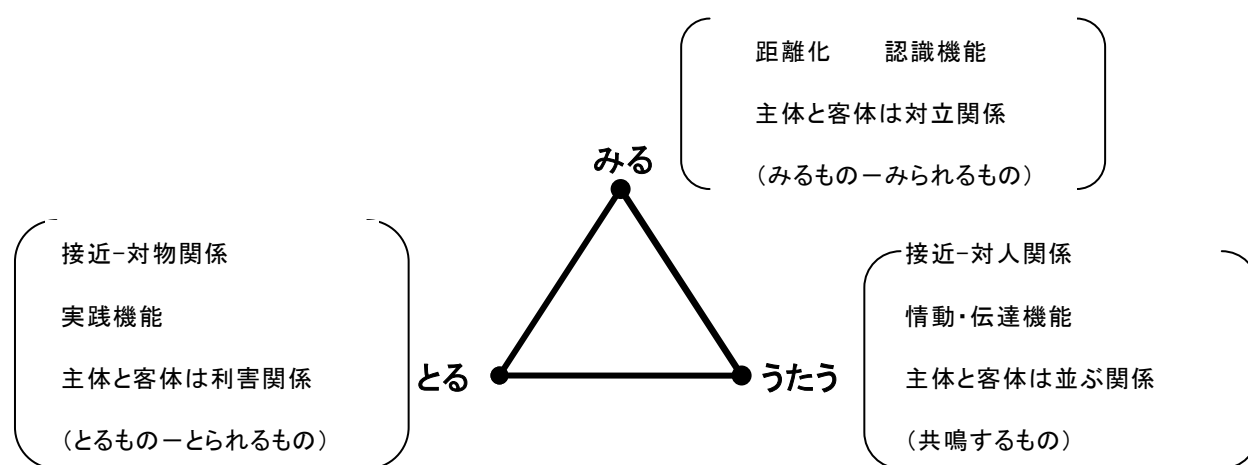 距離化　　認識機能
主体と客体は対立関係
（みるもの－みられるもの）
みる
接近-対物関係
実践機能
主体と客体は利害関係
（とるもの－とられるもの）
とる
うたう
接近-対人関係
情動・伝達機能
主体と客体は並ぶ関係
（共鳴するもの）